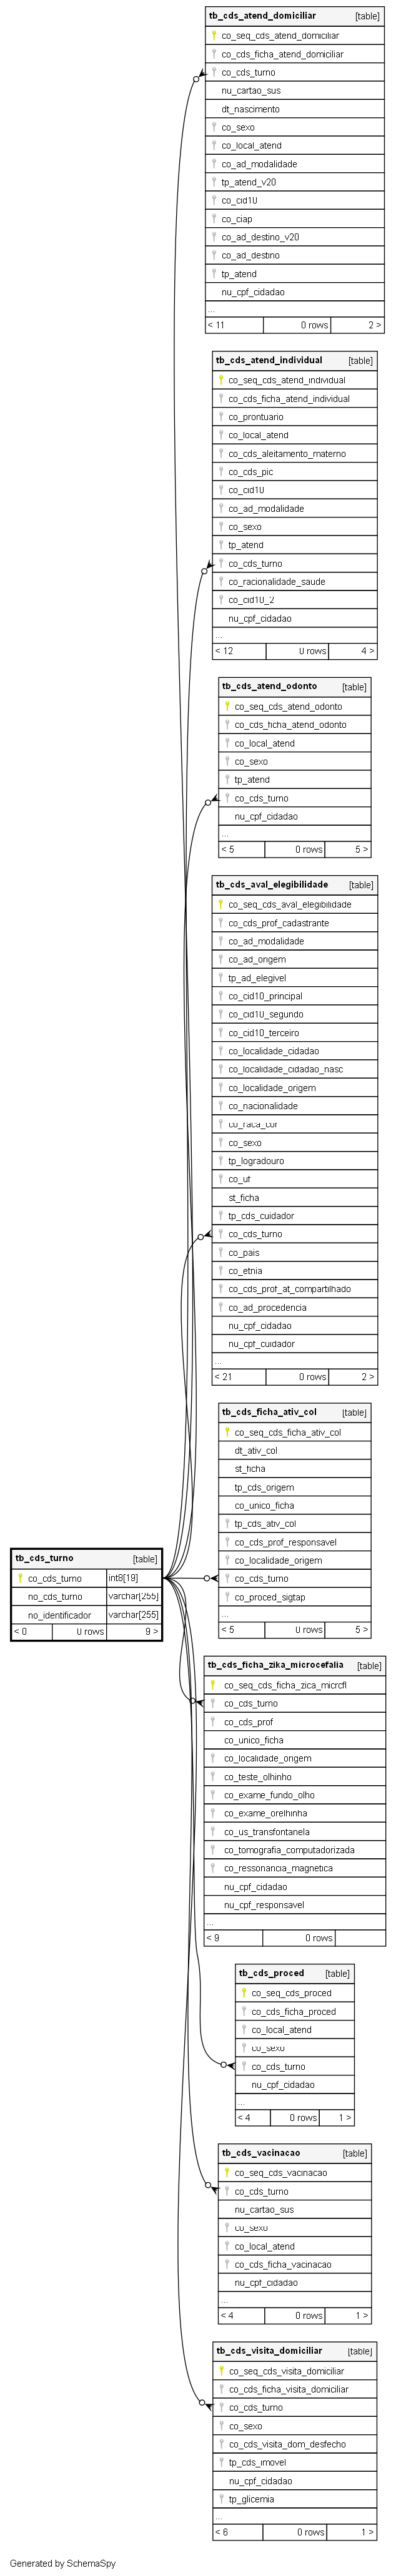 tb_cds_atend_domiciliar [table]
co_seq_cds_atend_domiciliar
co_cds_ficha_atend_domiciliar
co_cds_turno
nu_cartao_sus
dt_nascimento
co_sexo
co_local_atend
co_ad_modalidade
tp_atend_v20
co_cid10
co_ciap
co_ad_destino_v20
co_ad_destino
tp_atend
nu_cpf_cidadao
...
< 11 0 rows 2 >
tb_cds_atend_individual [table]
co_seq_cds_atend_individual
co_cds_ficha_atend_individual
co_prontuario
co_local_atend
co_cds_aleitamento_materno
co_cds_pic
co_cid10
co_ad_modalidade
co_sexo
tp_atend
co_cds_turno
co_racionalidade_saude
co_cid10_2
nu_cpf_cidadao
...
< 12 0 rows 4 >
tb_cds_atend_odonto [table]
co_seq_cds_atend_odonto
co_cds_ficha_atend_odonto
co_local_atend
co_sexo
tp_atend
co_cds_turno
nu_cpf_cidadao
...
< 5 0 rows 5 >
tb_cds_aval_elegibilidade [table]
co_seq_cds_aval_elegibilidade
co_cds_prof_cadastrante
co_ad_modalidade
co_ad_origem
tp_ad_elegivel
co_cid10_principal
co_cid10_segundo
co_cid10_terceiro
co_localidade_cidadao
co_localidade_cidadao_nasc
co_localidade_origem
co_nacionalidade
co_raca_cor
co_sexo
tp_logradouro
co_uf
st_ficha
tp_cds_cuidador
co_cds_turno
co_pais
co_etnia
co_cds_prof_at_compartilhado
co_ad_procedencia
nu_cpf_cidadao
nu_cpf_cuidador
...
< 21 0 rows 2 >
tb_cds_ficha_ativ_col [table]
co_seq_cds_ficha_ativ_col
dt_ativ_col
st_ficha
tp_cds_origem
co_unico_ficha
tp_cds_ativ_col
co_cds_prof_responsavel
co_localidade_origem
co_cds_turno
co_proced_sigtap
...
< 5 0 rows 5 >
tb_cds_turno [table]
co_cds_turno int8[19]
no_cds_turno varchar[255]
no_identificador varchar[255]
< 0 0 rows 9 >
tb_cds_ficha_zika_microcefalia [table]
co_seq_cds_ficha_zica_micrcfl
co_cds_turno
co_cds_prof
co_unico_ficha
co_localidade_origem
co_teste_olhinho
co_exame_fundo_olho
co_exame_orelhinha
co_us_transfontanela
co_tomografia_computadorizada
co_ressonancia_magnetica
nu_cpf_cidadao
nu_cpf_responsavel
...
< 9 0 rows
tb_cds_proced [table]
co_seq_cds_proced
co_cds_ficha_proced
co_local_atend
co_sexo
co_cds_turno
nu_cpf_cidadao
...
< 4 0 rows 1 >
tb_cds_vacinacao [table]
co_seq_cds_vacinacao
co_cds_turno
nu_cartao_sus
co_sexo
co_local_atend
co_cds_ficha_vacinacao
nu_cpf_cidadao
...
< 4 0 rows 1 >
tb_cds_visita_domiciliar [table]
co_seq_cds_visita_domiciliar
co_cds_ficha_visita_domiciliar
co_cds_turno
co_sexo
co_cds_visita_dom_desfecho
tp_cds_imovel
nu_cpf_cidadao
tp_glicemia
...
< 6 0 rows 1 >
Generated by SchemaSpy